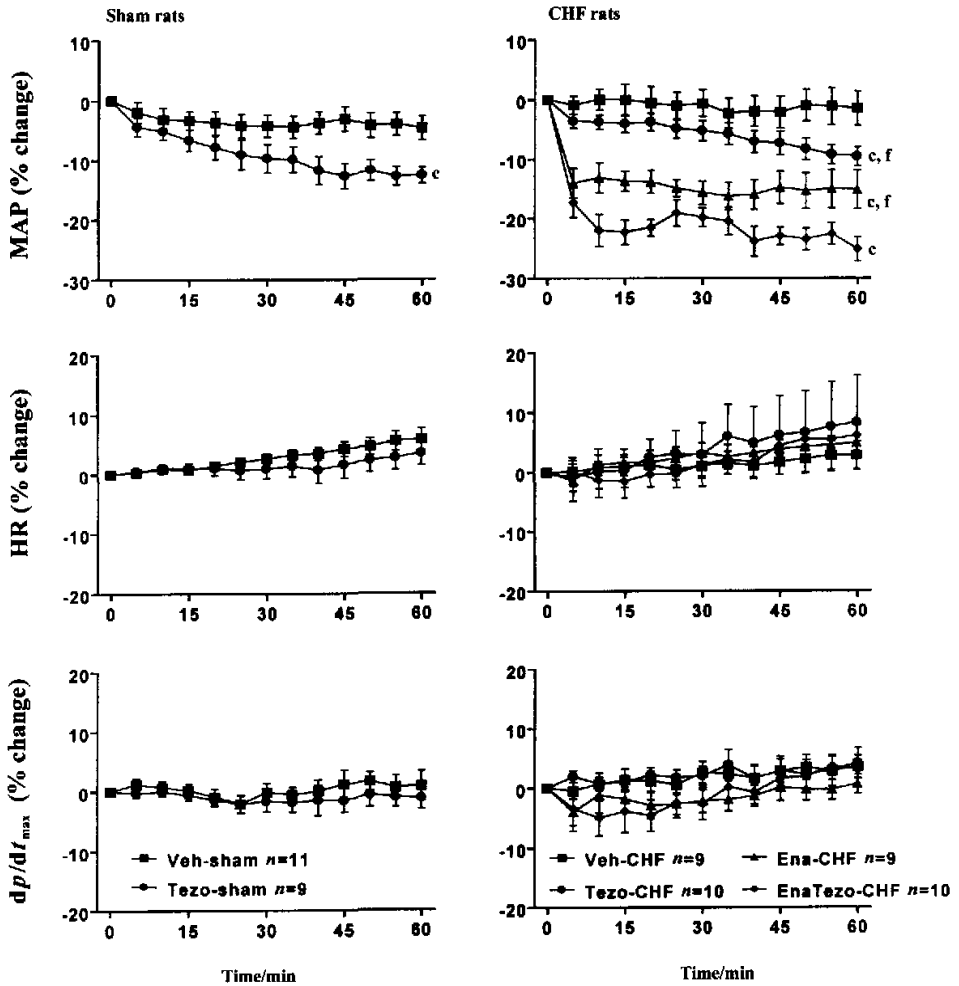 Sham rats
CHF rats
MAP (% change)
10
0
-10
-20
-30
c
0 15 30 45 60
10
0
-10
-20
-30
c, f
c, f
c
0 15 30 45 60
HR (% change)
20
10
0
-10
-20
0 15 30 45 60
20
10
0
-10
-20
0 15 30 45 60
dp/dt max (% change)
20
10
0
-10
-20
Veh-sham n=11
Tezo-sham n=9
0 15 30 45 60
Time/min
20
10
0
-10
-20
Veh-CHF n=9 Ena-CHF n=9
Tezo-CHF n=10 EnaTezo-CHF n=10
0 15 30 45 60
Time/min